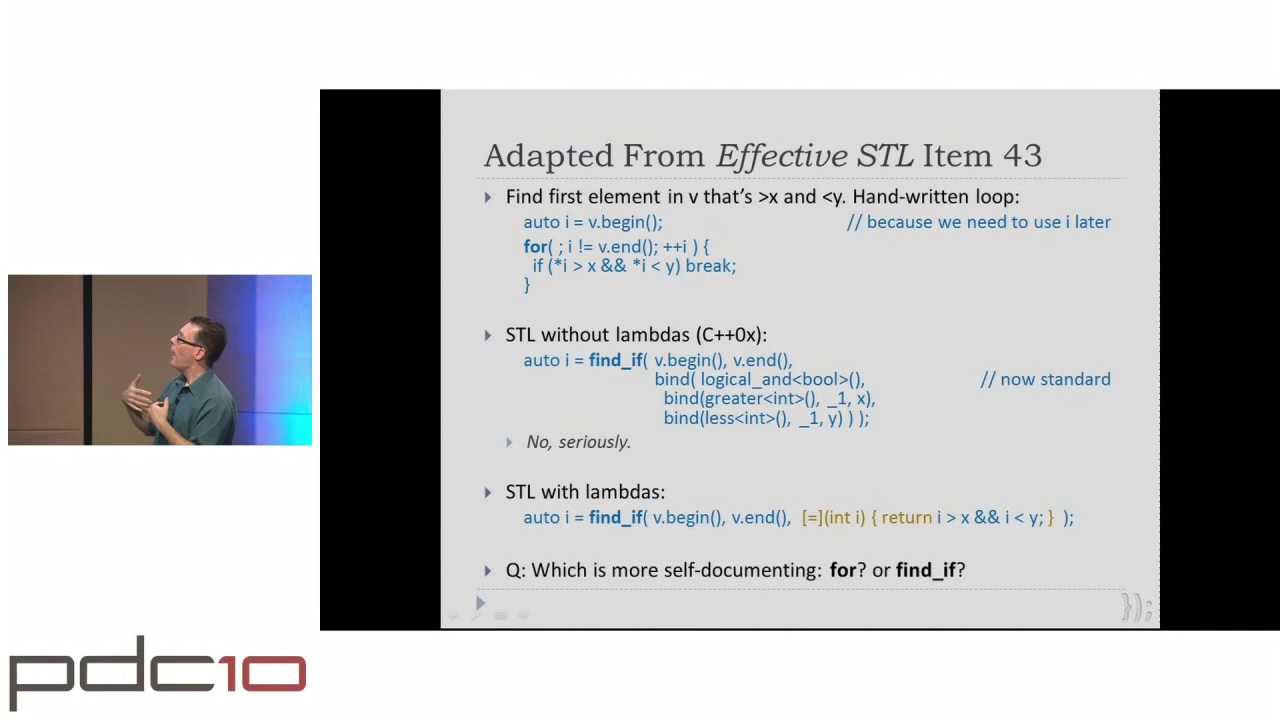 Adapted From Effective STL Item 43
Find first element in v that's >x and <y. Hand-written loop:
auto i = v.begin(); // because we need to use i later
for( ; i != v.end(); ++i ) {
if (*i > x && *i < y) break;
}
STL without lambdas (C++0x):
auto i = find_if( v.begin(), v.end(),
bind( logical_and<bool>(), // now standard
bind(greater<int>(), _1, x),
bind(less<int>(), _1, y) ) );
No, seriously.
STL with lambdas:
auto i = find_if( v.begin(), v.end(), [=](int i) { return i > x && i < y; } );
Q: Which is more self-documenting: for? or find_if?
});
pdc10